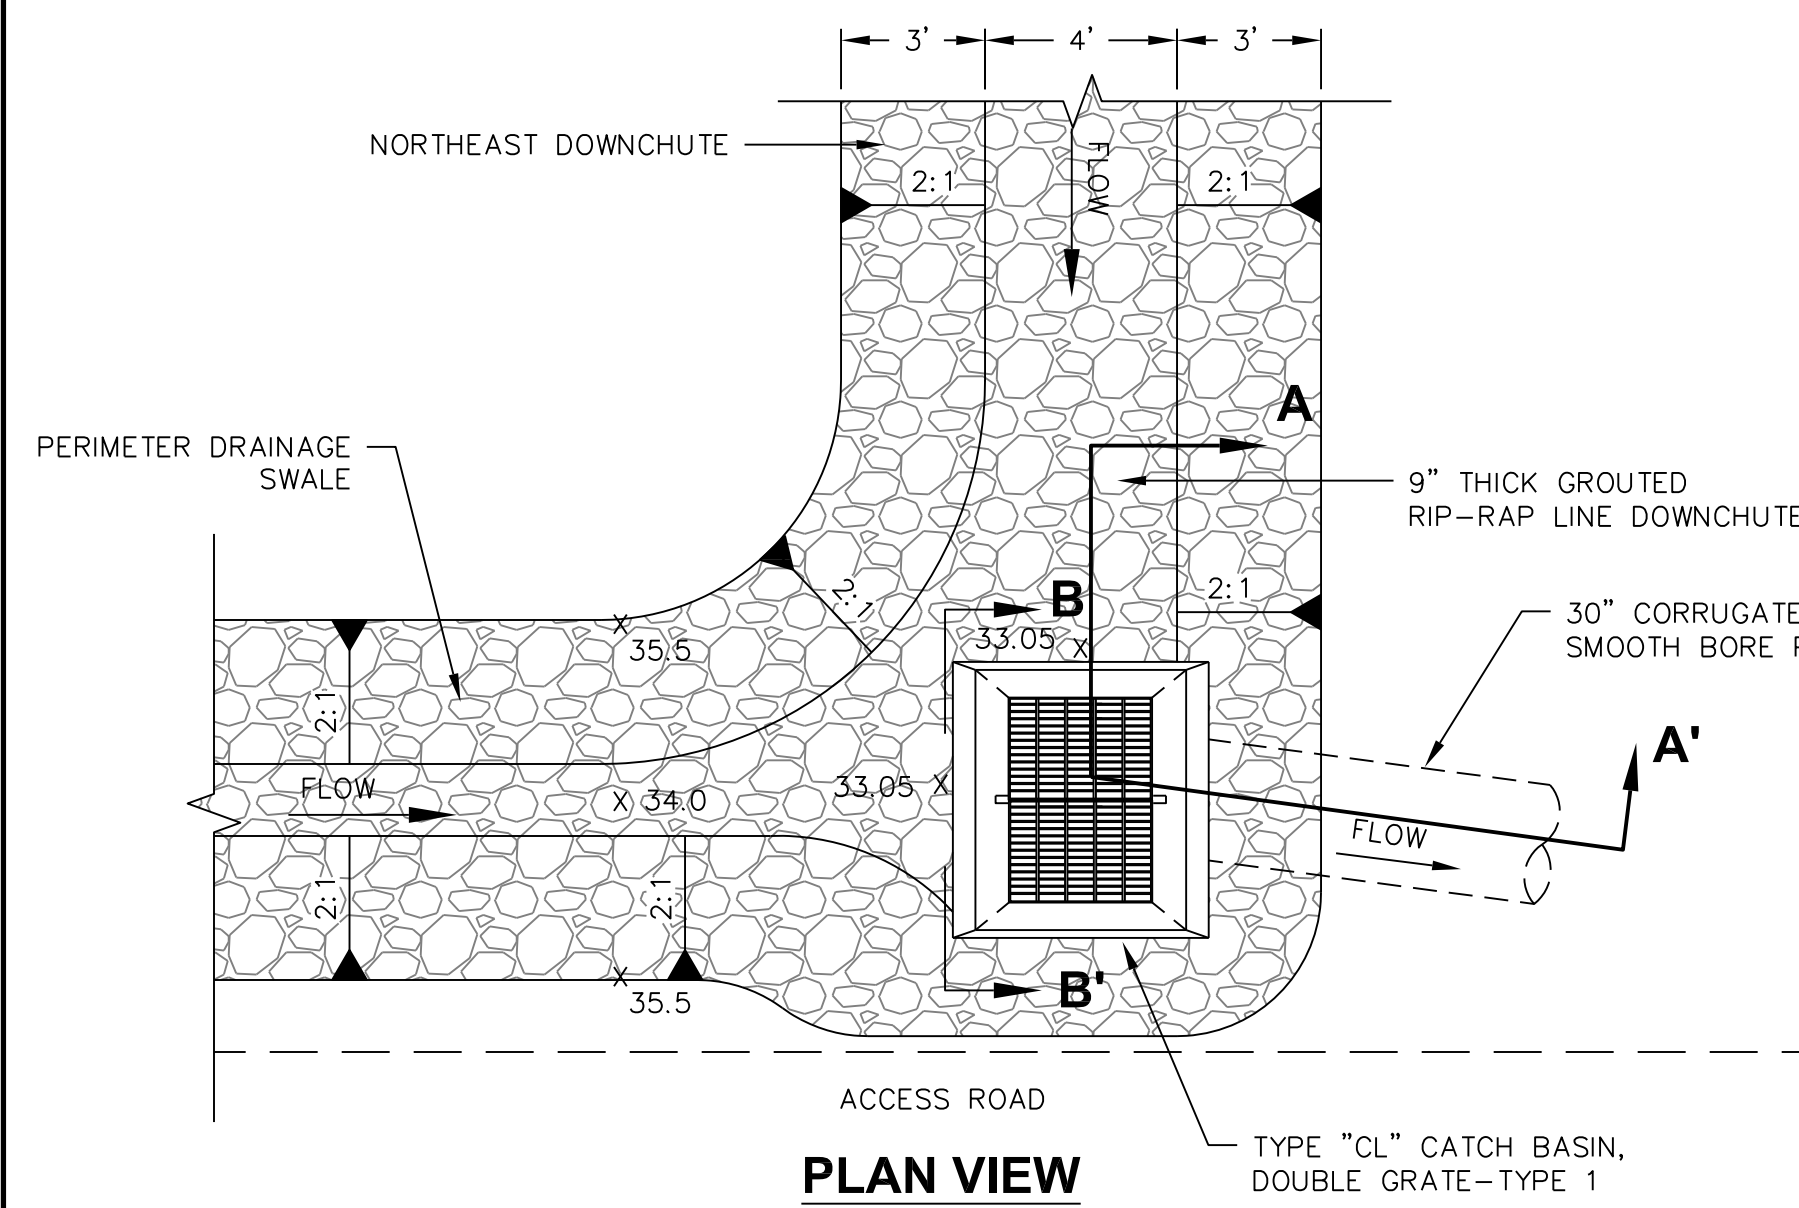 3' 4' 3'
NORTHEAST DOWNCHUTE
FLOW
2:1 2:1
A
PERIMETER DRAINAGE
SWALE
9" THICK GROUTED
RIP-RAP LINE DOWNCHUTE
2:1
2:1
B
30" CORRUGATE
SMOOTH BORE
35.5
33.05
2:1
A'
FLOW
34.0
33.05
FLOW
2:1
2:1
35.5
B'
ACCESS ROAD
TYPE "CL" CATCH BASIN,
DOUBLE GRATE-TYPE 1
PLAN VIEW